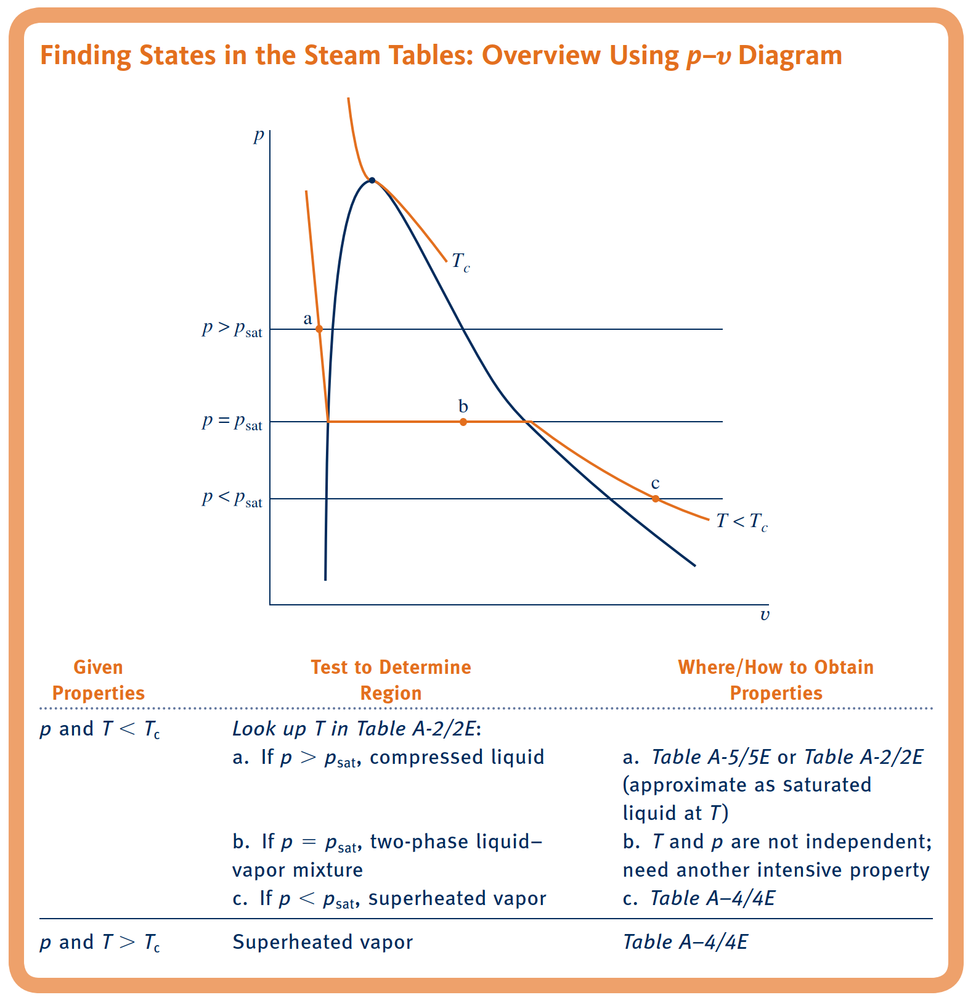 Finding States in the Steam Tables: Overview Using p–v Diagram
p
T_c
a
p > p_sat
b
p = p_sat
c
p < p_sat
T < T_c
v
Given Properties
Test to Determine Region
Where/How to Obtain Properties
p and T < T_c
Look up T in Table A-2/2E:
a. If p > p_sat, compressed liquid
a. Table A-5/5E or Table A-2/2E
(approximate as saturated
liquid at T)
b. If p = p_sat, two-phase liquid–
vapor mixture
b. T and p are not independent;
need another intensive property
c. If p < p_sat, superheated vapor
c. Table A–4/4E
p and T > T_c
Superheated vapor
Table A–4/4E